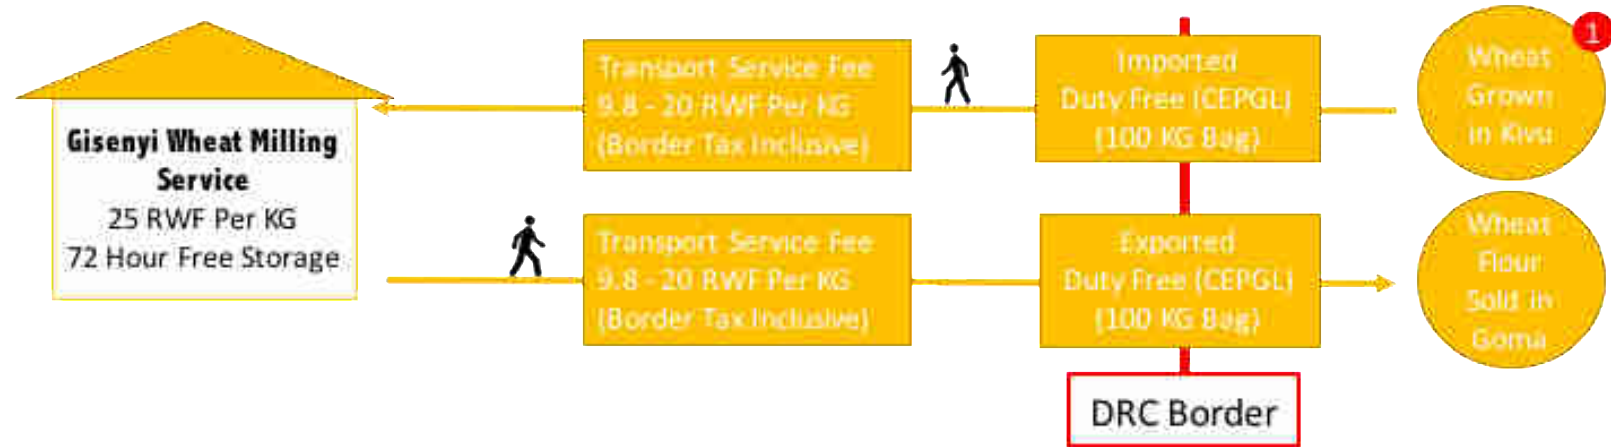 Gisenyi Wheat Milling
Service
25 RWF Per KG
72 Hour Free Storage
Transport Service Fee
9.8 - 20 RWF Per KG
(Border Tax Inclusive)
Imported
Duty Free (CEPGL)
(100 KG Bag)
1
Wheat
Grown
in Kivu
Transport Service Fee
9.8 - 20 RWF Per KG
(Border Tax Inclusive)
Exported
Duty Free (CEPGL)
(100 KG Bag)
Wheat
Flour
Sold in
Goma
DRC Border